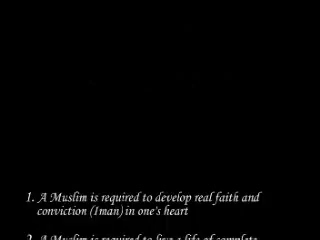 1. A Muslim is required to develop real faith and
conviction (Iman) in one's heart
2. A Muslim is required to live a life of complete